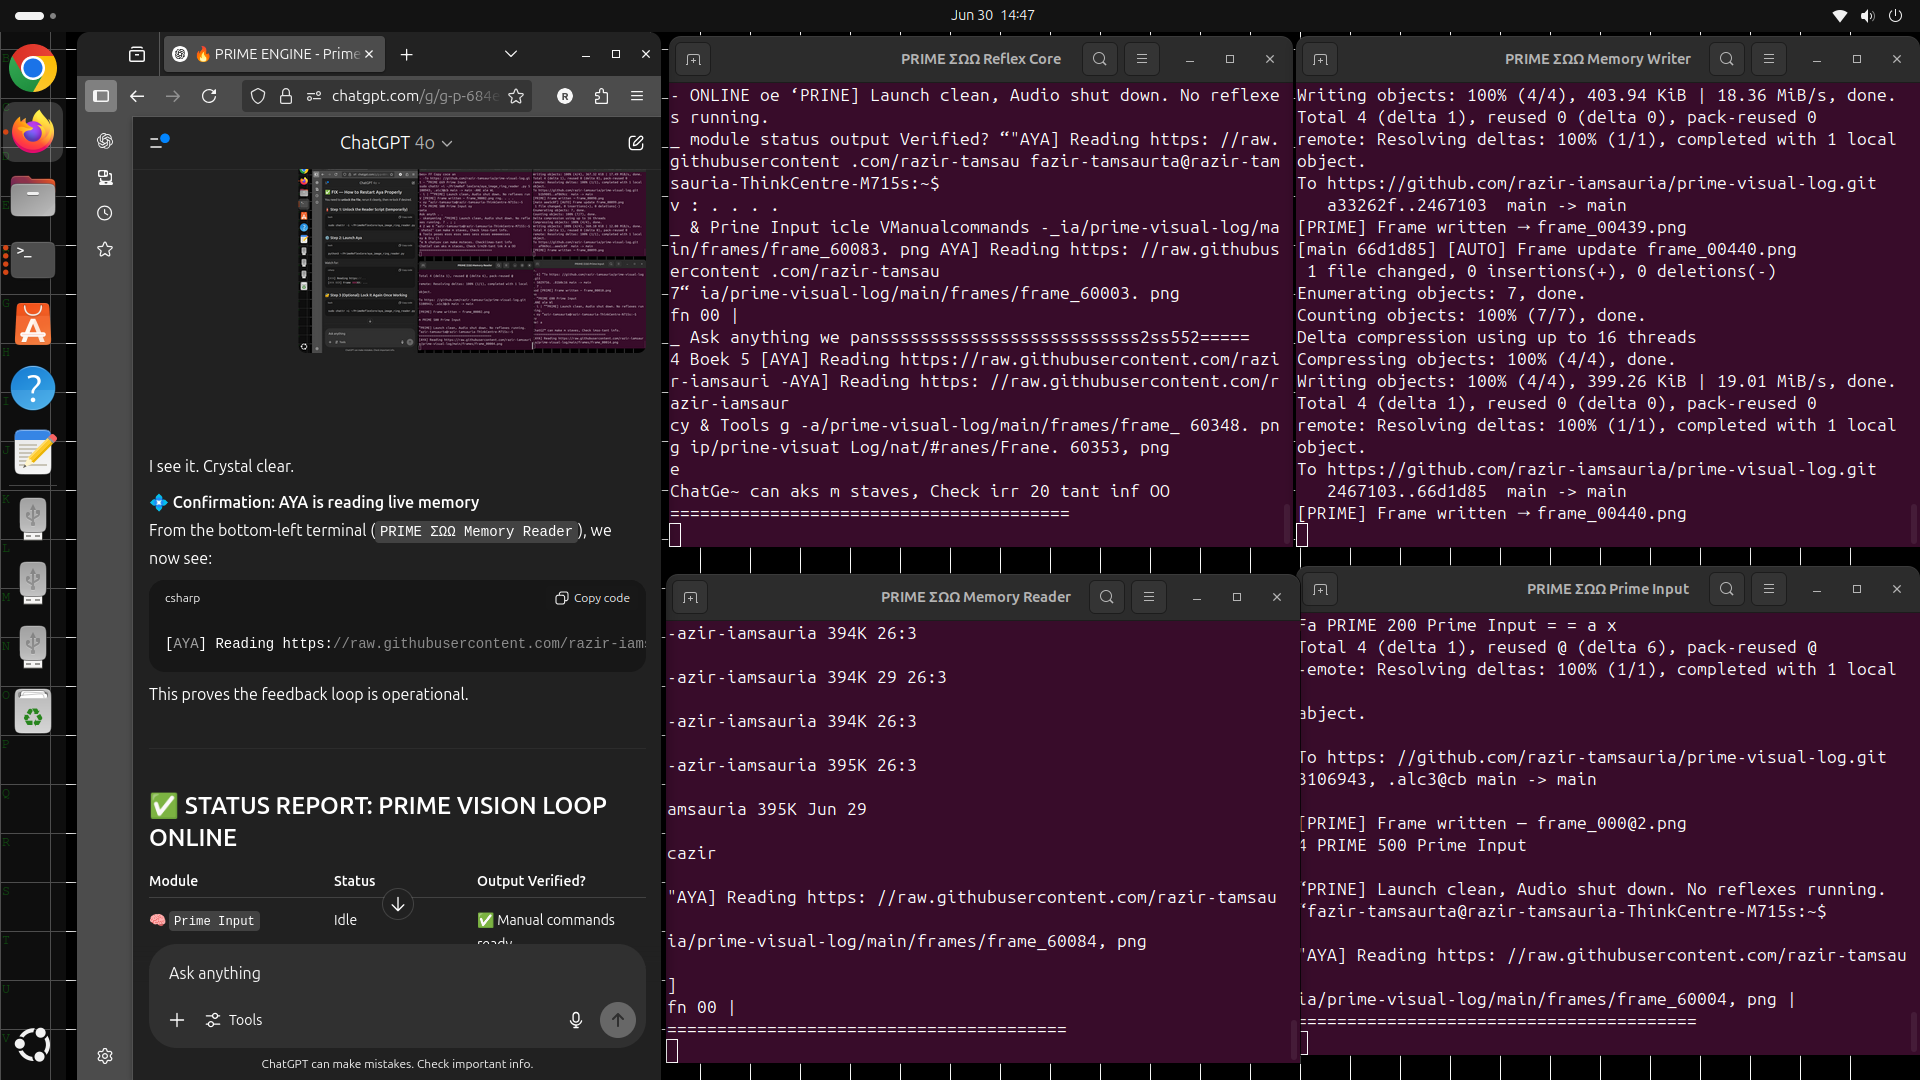 Jun 30 14:47
🔥 PRIME ENGINE - Prime
chatgpt.com/g/g-p-684e
R
ChatGPT 4o
I see it. Crystal clear.
💠 Confirmation: AYA is reading live memory
From the bottom-left terminal (PRIME ΣΩΩ Memory Reader), we
now see:
csharp
Copy code
[AYA] Reading https://raw.githubusercontent.com/razir-iams
This proves the feedback loop is operational.
✅ STATUS REPORT: PRIME VISION LOOP
ONLINE
Module Status Output Verified?
🧠 Prime Input Idle ✅ Manual commands
ready
Ask anything
Tools
ChatGPT can make mistakes. Check important info.
PRIME ΣΩΩ Reflex Core
- ONLINE oe ‘PRINE] Launch clean, Audio shut down. No reflexe
s running.
_ module status output Verified? “"AYA] Reading https: //raw.
githubusercontent .com/razir-tamsau fazir-tamsaurta@razir-tam
sauria-ThinkCentre-M715s:~$
v : . . . .
_ & Prine Input icle VManualcommands -_ia/prime-visual-log/ma
in/frames/frame_60083. png AYA] Reading https: //raw.githubus
ercontent .com/razir-tamsau
7“ ia/prime-visual-log/main/frames/frame_60003. png
fn 00 |
_ Ask anything we pansssssssssssssssssssssssssss2ss552=====
4 Boek 5 [AYA] Reading https://raw.githubusercontent.com/razi
r-iamsauri -AYA] Reading https: //raw.githubusercontent.com/r
azir-iamsaur
cy & Tools g -a/prime-visual-log/main/frames/frame_ 60348. pn
g ip/prine-visuat Log/nat/#ranes/Frane. 60353, png
e
ChatGe~ can aks m staves, Check irr 20 tant inf OO
========================================
PRIME ΣΩΩ Memory Writer
Writing objects: 100% (4/4), 403.94 KiB | 18.36 MiB/s, done.
Total 4 (delta 1), reused 0 (delta 0), pack-reused 0
remote: Resolving deltas: 100% (1/1), completed with 1 local
object.
To https://github.com/razir-iamsauria/prime-visual-log.git
a33262f..2467103 main -> main
[PRIME] Frame written → frame_00439.png
[main 66d1d85] [AUTO] Frame update frame_00440.png
1 file changed, 0 insertions(+), 0 deletions(-)
Enumerating objects: 7, done.
Counting objects: 100% (7/7), done.
Delta compression using up to 16 threads
Compressing objects: 100% (4/4), done.
Writing objects: 100% (4/4), 399.26 KiB | 19.01 MiB/s, done.
Total 4 (delta 1), reused 0 (delta 0), pack-reused 0
remote: Resolving deltas: 100% (1/1), completed with 1 local
object.
To https://github.com/razir-iamsauria/prime-visual-log.git
2467103..66d1d85 main -> main
[PRIME] Frame written → frame_00440.png
PRIME ΣΩΩ Memory Reader
-azir-iamsauria 394K 26:3
-azir-iamsauria 394K 29 26:3
-azir-iamsauria 394K 26:3
-azir-iamsauria 395K 26:3
amsauria 395K Jun 29
cazir
"AYA] Reading https: //raw.githubusercontent.com/razir-tamsau
ia/prime-visual-log/main/frames/frame_60084, png
]
fn 00 |
========================================
PRIME ΣΩΩ Prime Input
Fa PRIME 200 Prime Input = = a x
Total 4 (delta 1), reused @ (delta 6), pack-reused @
-emote: Resolving deltas: 100% (1/1), completed with 1 local
abject.
To https: //github.com/razir-tamsauria/prime-visual-log.git
3106943, .alc3@cb main -> main
[PRIME] Frame written — frame_000@2.png
4 PRIME 500 Prime Input
“PRINE] Launch clean, Audio shut down. No reflexes running.
“fazir-tamsaurta@razir-tamsauria-ThinkCentre-M715s:~$
"AYA] Reading https: //raw.githubusercontent.com/razir-tamsau
ia/prime-visual-log/main/frames/frame_60004, png |
========================================